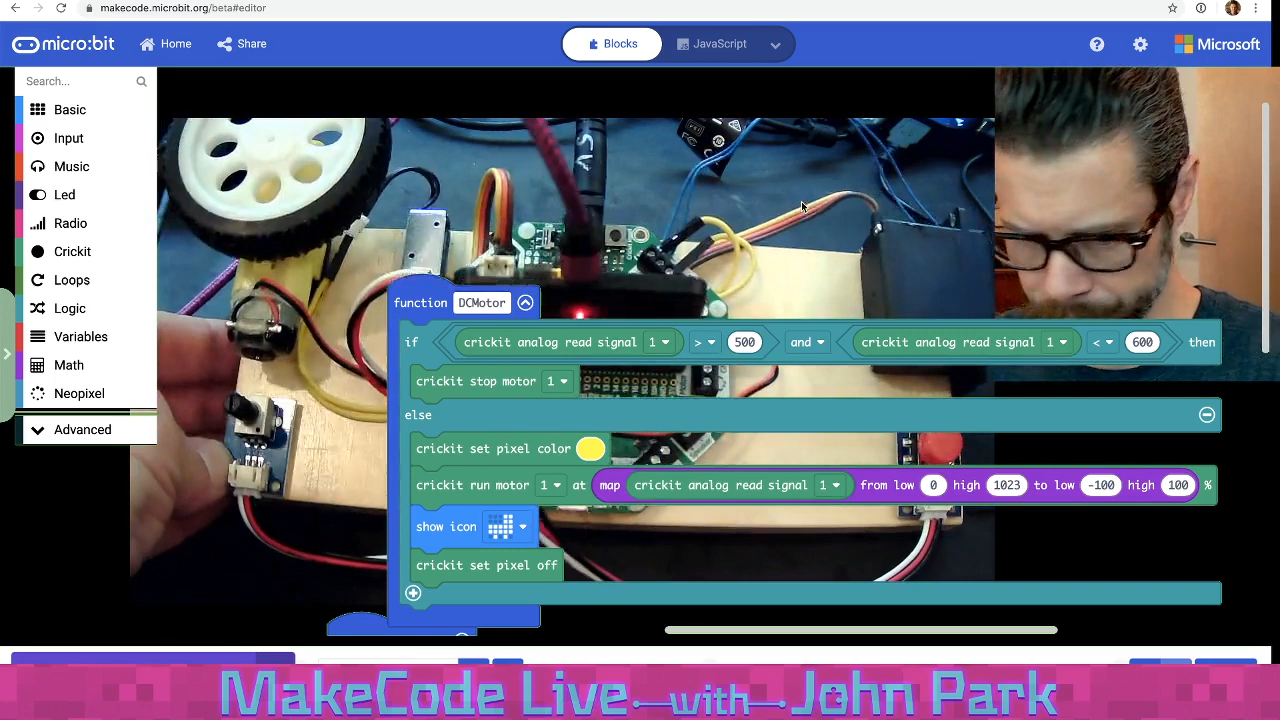 makecode.microbit.org/beta#editor
micro:bit Home Share Blocks JavaScript Microsoft
Search...
Basic
Input
Music
Led
Radio
Crickit
Loops
Logic
Variables
Math
Neopixel
Advanced
5V
function DCMotor
if crickit analog read signal 1 > 500 and crickit analog read signal 1 < 600 then
crickit stop motor 1
else
crickit set pixel color
crickit run motor 1 at map crickit analog read signal 1 from low 0 high 1023 to low -100 high 100 %
show icon
crickit set pixel off
MakeCode Live with John Park